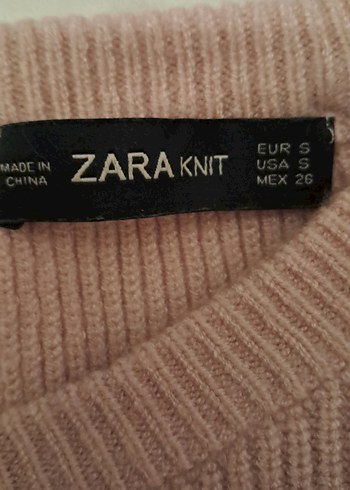 MADE IN
CHINA
ZARA KNIT
EUR S
USA S
MEX 26